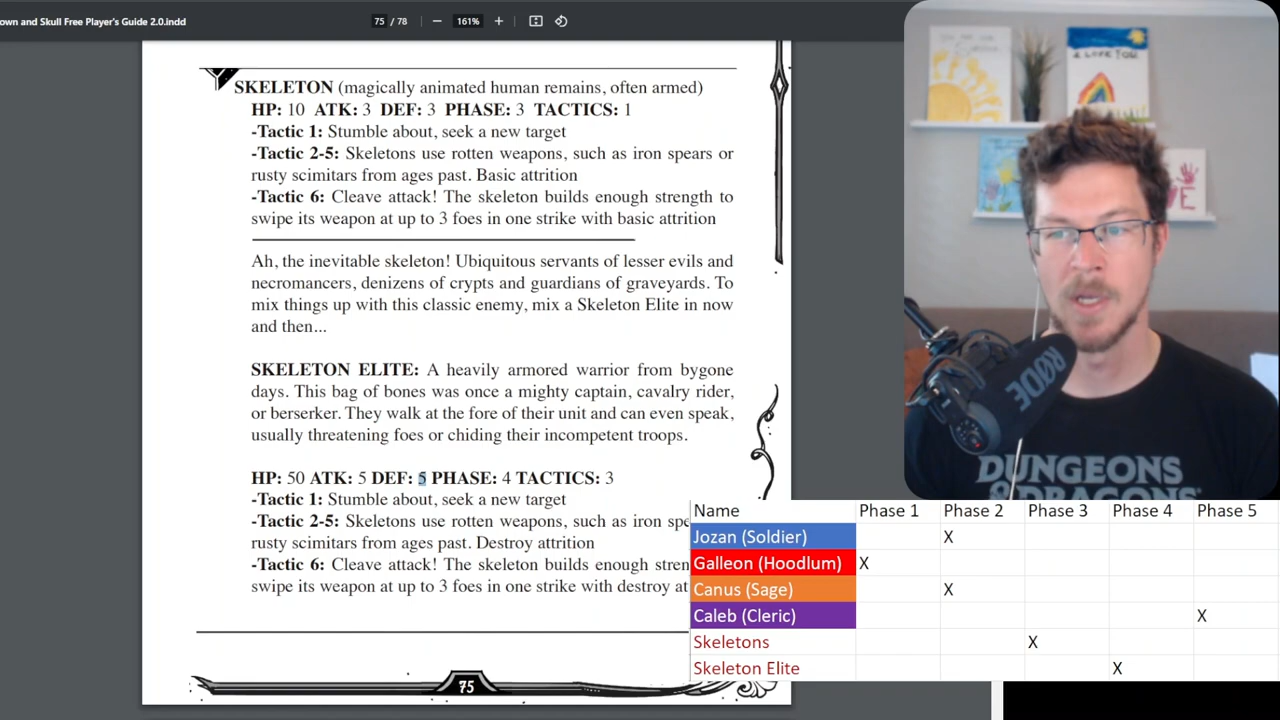 own and Skull Free Player's Guide 2.0.indd
75 / 78
161%
SKELETON (magically animated human remains, often armed)
HP: 10 ATK: 3 DEF: 3 PHASE: 3 TACTICS: 1
-Tactic 1: Stumble about, seek a new target
-Tactic 2-5: Skeletons use rotten weapons, such as iron spears or
rusty scimitars from ages past. Basic attrition
-Tactic 6: Cleave attack! The skeleton builds enough strength to
swipe its weapon at up to 3 foes in one strike with basic attrition
Ah, the inevitable skeleton! Ubiquitous servants of lesser evils and
necromancers, denizens of crypts and guardians of graveyards. To
mix things up with this classic enemy, mix a Skeleton Elite in now
and then...
SKELETON ELITE: A heavily armored warrior from bygone
days. This bag of bones was once a mighty captain, cavalry rider,
or berserker. They walk at the fore of their unit and can even speak,
usually threatening foes or chiding their incompetent troops.
HP: 50 ATK: 5 DEF: 5 PHASE: 4 TACTICS: 3
-Tactic 1: Stumble about, seek a new target
-Tactic 2-5: Skeletons use rotten weapons, such as iron spe
rusty scimitars from ages past. Destroy attrition
-Tactic 6: Cleave attack! The skeleton builds enough stren
swipe its weapon at up to 3 foes in one strike with destroy at
75
I LOVE YOU
RØDE
DUNGEONS
& DRAGONS
Name Phase 1 Phase 2 Phase 3 Phase 4 Phase 5
Jozan (Soldier) X
Galleon (Hoodlum) X
Canus (Sage) X
Caleb (Cleric) X
Skeletons X
Skeleton Elite X